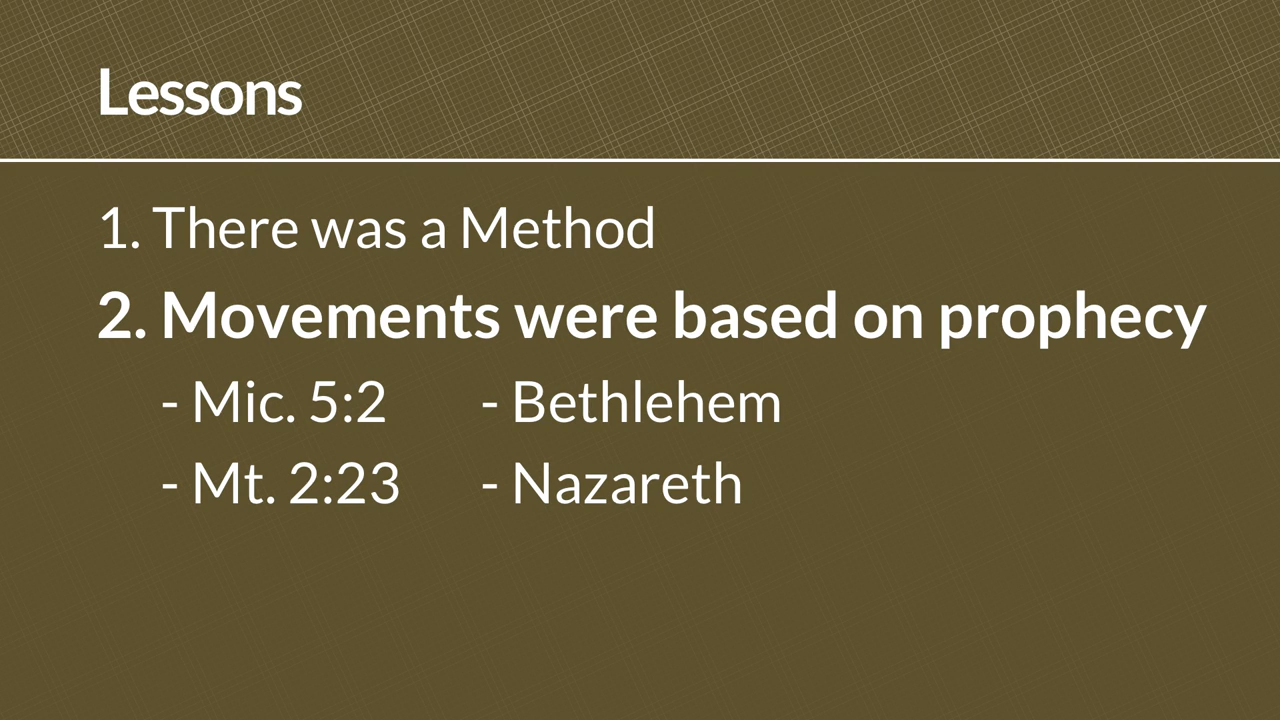 Lessons
1. There was a Method
2. Movements were based on prophecy
- Mic. 5:2 - Bethlehem
- Mt. 2:23 - Nazareth